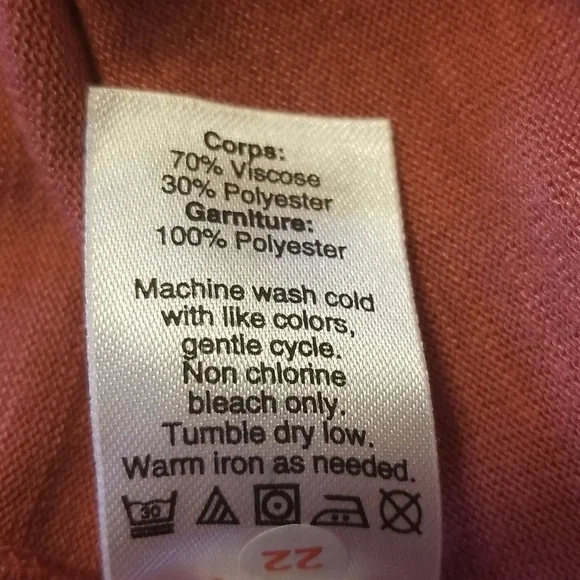 Corps:
70% Viscose
30% Polyester
Garniture:
100% Polyester
Machine wash cold
with like colors,
gentle cycle.
Non chlorine
bleach only.
Tumble dry low.
Warm iron as needed.
30
22